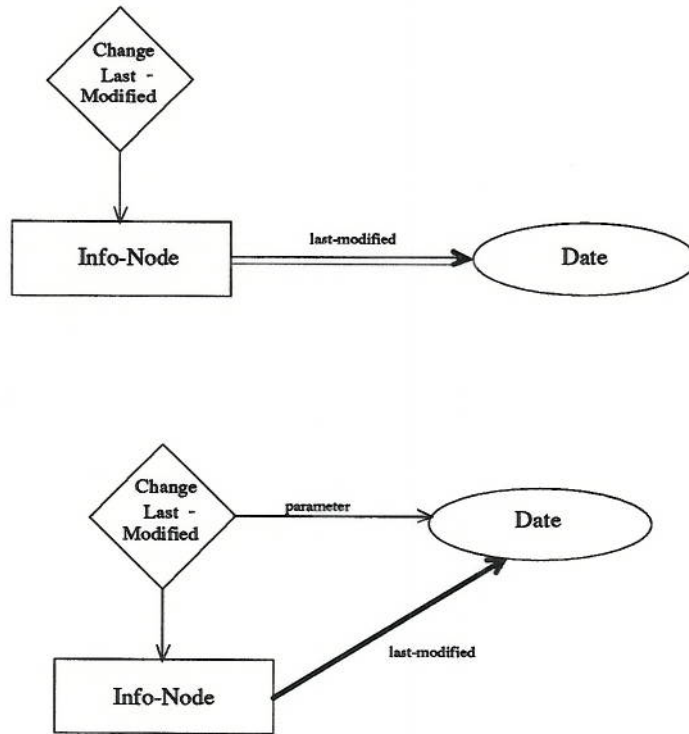 Change
Last -
Modified
Info-Node
last-modified
Date
Change
Last -
Modified
parameter
Date
last-modified
Info-Node